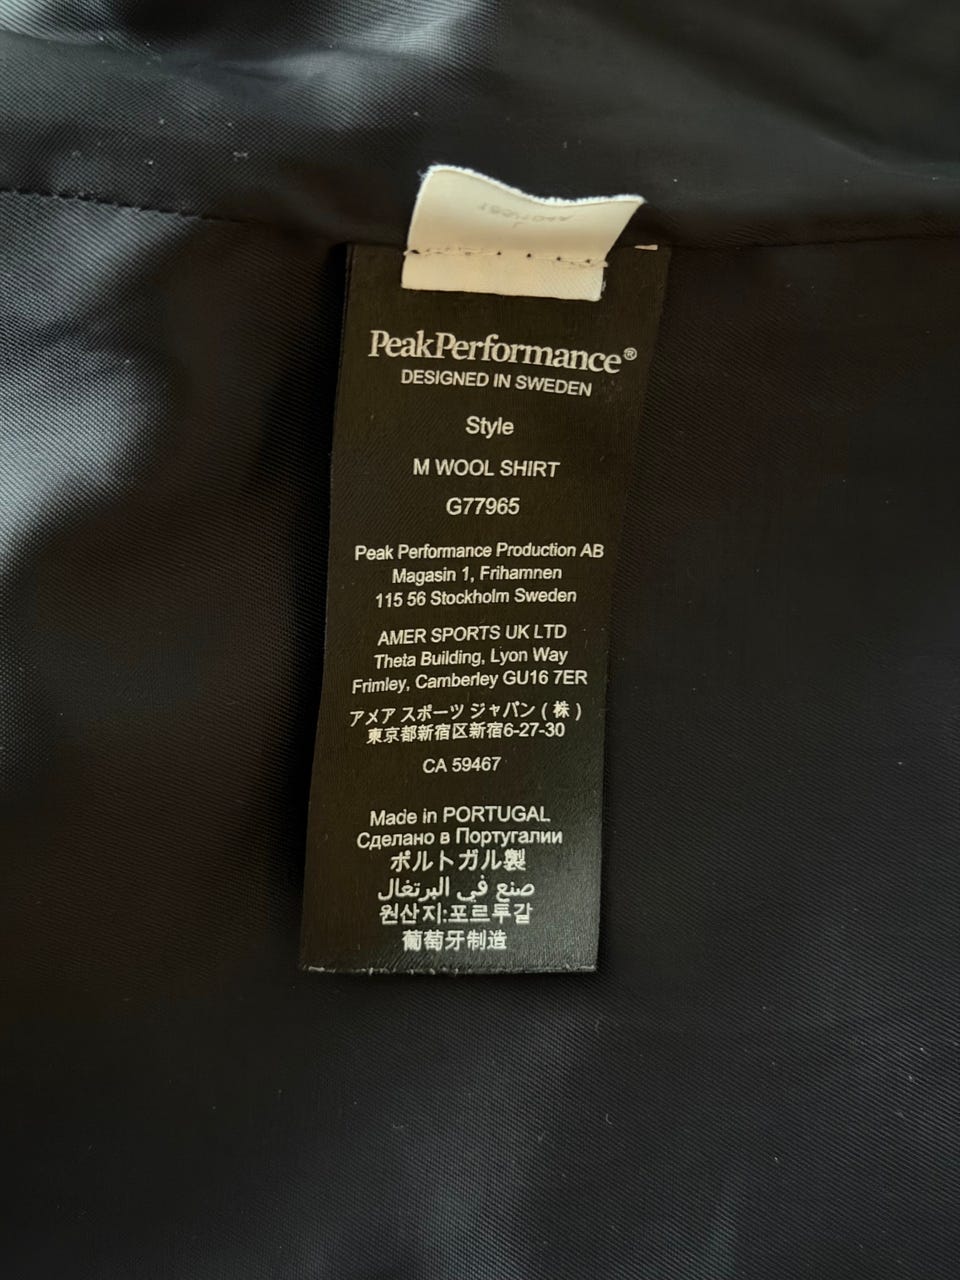 PeakPerformance®
DESIGNED IN SWEDEN
Style
M WOOL SHIRT
G77965
Peak Performance Production AB
Magasin 1, Frihamnen
115 56 Stockholm Sweden
AMER SPORTS UK LTD
Theta Building, Lyon Way
Frimley, Camberley GU16 7ER
アメア スポーツ ジャパン ( 株 )
東京都新宿区新宿6-27-30
CA 59467
Made in PORTUGAL
Сделано в Португалии
ポルトガル製
صنع في البرتغال
원산지:포르투갈
葡萄牙制造